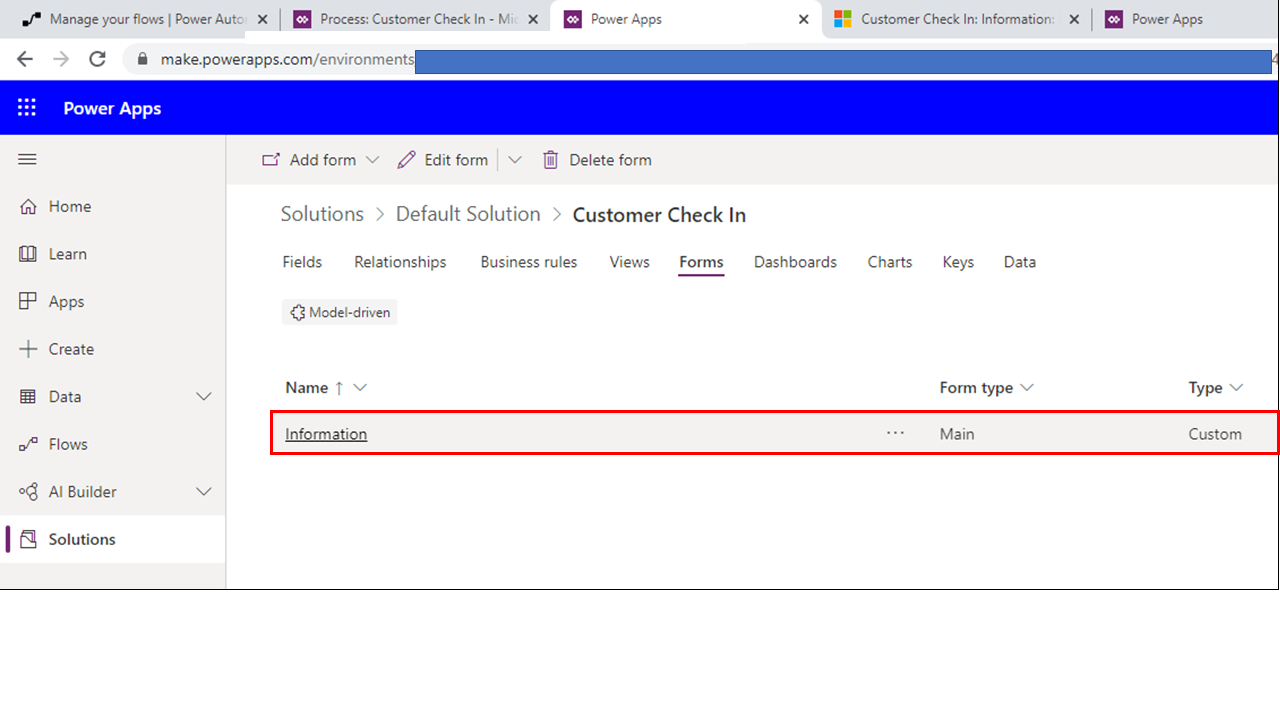 Manage your flows | Power Auto
Process: Customer Check In - Mic
Power Apps
Customer Check In: Information:
Power Apps
make.powerapps.com/environments
Power Apps
Add form
Edit form
Delete form
Home
Learn
Apps
Create
Data
Flows
AI Builder
Solutions
Solutions > Default Solution > Customer Check In
Fields Relationships Business rules Views Forms Dashboards Charts Keys Data
Model-driven
Name ↑ Form type Type
Information ... Main Custom